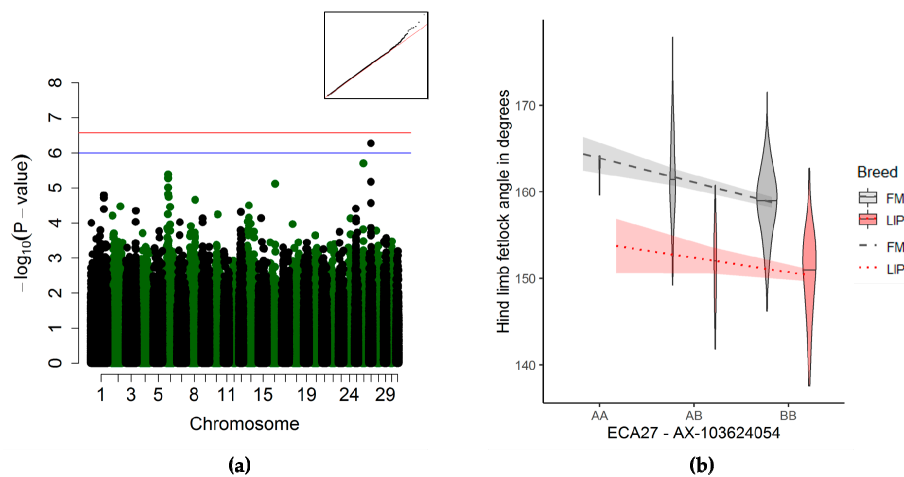 8
7
6
5
4
3
2
1
0
−log10(P − value)
1 3 5 8 11 15 19 24 29
Chromosome
(a)
170
160
150
140
Hind limb fetlock angle in degrees
AA AB BB
ECA27 - AX-103624054
Breed
FM
LIP
FM
LIP
(b)